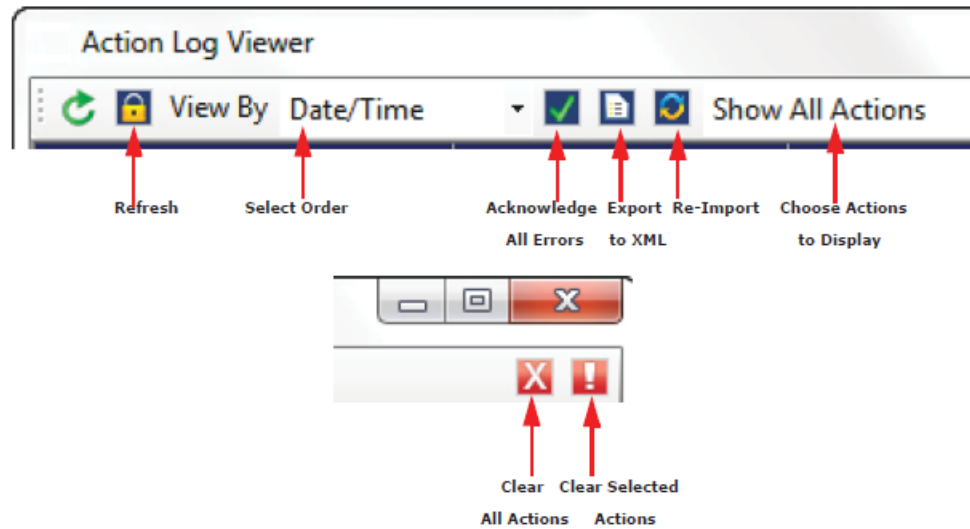 Action Log Viewer
View By Date/Time Show All Actions
Refresh Select Order Acknowledge Export Re-Import Choose Actions
All Errors to XML to Display
X !
Clear Clear Selected
All Actions Actions